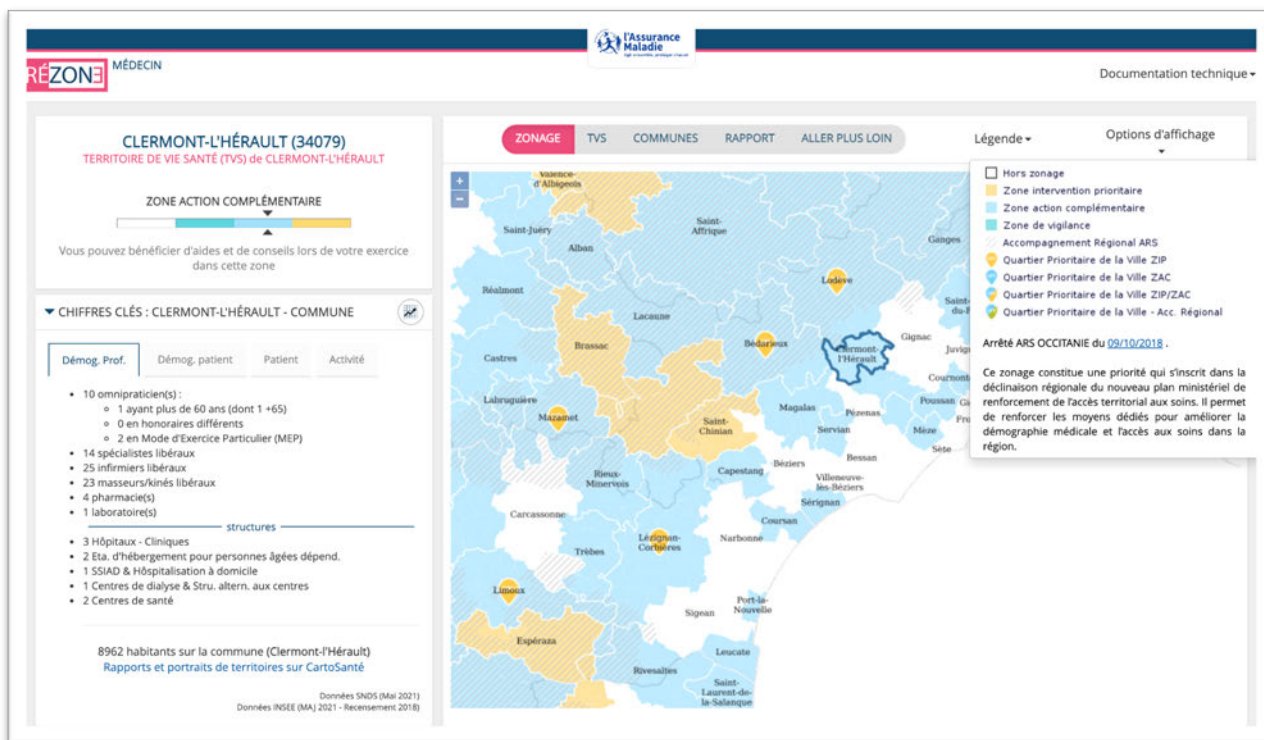 l'Assurance
Maladie
RÉZONE MÉDECIN
Documentation technique
CLERMONT-L'HÉRAULT (34079)
TERRITOIRE DE VIE SANTÉ (TVS) de CLERMONT-L'HÉRAULT
ZONE ACTION COMPLÉMENTAIRE
Vous pouvez bénéficier d'aides et de conseils lors de votre exercice
dans cette zone
CHIFFRES CLÉS : CLERMONT-L'HÉRAULT - COMMUNE
Démog. Prof. Démog. patient Patient Activité
• 10 omnipraticien(s) :
1 ayant plus de 60 ans (dont 1 +65)
0 en honoraires différents
2 en Mode d'Exercice Particulier (MEP)
• 14 spécialistes libéraux
• 25 infirmiers libéraux
• 23 masseurs/kinés libéraux
• 4 pharmacie(s)
• 1 laboratoire(s)
structures
• 3 Hôpitaux - Cliniques
• 2 Eta. d'hébergement pour personnes âgées dépend.
• 1 SSIAD & Hôspitalisation à domicile
• 1 Centres de dialyse & Stru. altern. aux centres
• 2 Centres de santé
8962 habitants sur la commune (Clermont-l'Hérault)
Rapports et portraits de territoires sur CartoSanté
Données SNDS (Mai 2021)
Données INSEE (MAJ 2021 - Recensement 2018)
ZONAGE TVS COMMUNES RAPPORT ALLER PLUS LOIN
Légende
Options d'affichage
+
−
Valence-
d'Albigeois
Saint-Juéry
Alban
Saint-
Affrique
Ganges
Réalmont
Lodève
Lacaune
Saint-
Brassac
Bédarieux
Clermont-
l'Hérault
Gignac
Castres
Labruguière
Mazamet
Saint-
Chinian
Magalas
Pézenas
Servian
Poussan
Mèze
Sète
Rieux-
Minervois
Capestang
Béziers
Bessan
Villeneuve-
lès-Béziers
Sérignan
Carcassonne
Coursan
Trèbes
Lézignan-
Corbières
Narbonne
Limoux
Port-la-
Nouvelle
Sigean
Espéraza
Leucate
Rivesaltes
Saint-
Laurent-de-
la-Salanque
Hors zonage
Zone intervention prioritaire
Zone action complémentaire
Zone de vigilance
Accompagnement Régional ARS
Quartier Prioritaire de la Ville ZIP
Quartier Prioritaire de la Ville ZAC
Quartier Prioritaire de la Ville ZIP/ZAC
Quartier Prioritaire de la Ville - Acc. Régional
Arrêté ARS OCCITANIE du 09/10/2018 .
Ce zonage constitue une priorité qui s'inscrit dans la
déclinaison régionale du nouveau plan ministériel de
renforcement de l'accès territorial aux soins. Il permet
de renforcer les moyens dédiés pour améliorer la
démographie médicale et l'accès aux soins dans la
région.